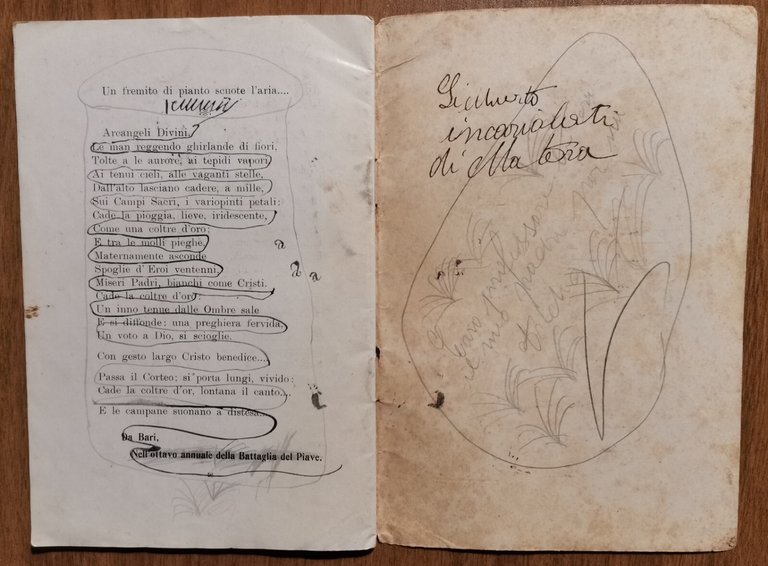 Un fremito di pianto scuote l'aria....
Arcangeli Divini,
Le man reggendo ghirlande di fiori,
Tolte a le aurore, ai tepidi vapori,
Ai tenui cieli, alle vaganti stelle,
Dall'alto lasciano cadere, a mille,
Sui Campi Sacri, i variopinti petali:
Cade la pioggia, lieve, iridescente,
Come una coltre d'oro:
E tra le molli pieghe,
Maternamente asconde
Spoglie d'Eroi ventenni,
Miseri Padri, bianchi come Cristi.
Cade la coltre d'oro:
Un inno tenue dalle Ombre sale
E si diffonde: una preghiera fervida,
Un voto a Dio, si scioglie.
Con gesto largo Cristo benedice...
Passa il Corteo: si porta lungi, vivido:
Cade la coltre d'or, lontana il canto...
E le campane suonano a distesa...
Da Bari,
Nell'ottavo annuale della Battaglia del Piave.
di Matera
a
a
a